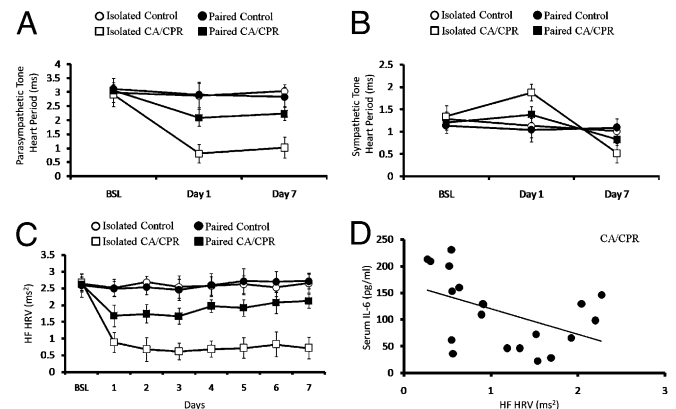 A
Isolated Control Paired Control
Isolated CA/CPR Paired CA/CPR
Parasympathetic Tone
Heart Period (ms)
4
3.5
3
2.5
2
1.5
1
0.5
0
BSL Day 1 Day 7
B
Isolated Control Paired Control
Isolated CA/CPR Paired CA/CPR
Sympathetic Tone
Heart Period (ms)
2.5
2
1.5
1
0.5
0
BSL Day 1 Day 7
C
Isolated Control Paired Control
Isolated CA/CPR Paired CA/CPR
HF HRV (ms²)
3.5
3
2.5
2
1.5
1
0.5
0
BSL 1 2 3 4 5 6 7
Days
D
CA/CPR
Serum IL-6 (pg/ml)
250
200
150
100
50
0
0 1 2 3
HF HRV (ms²)